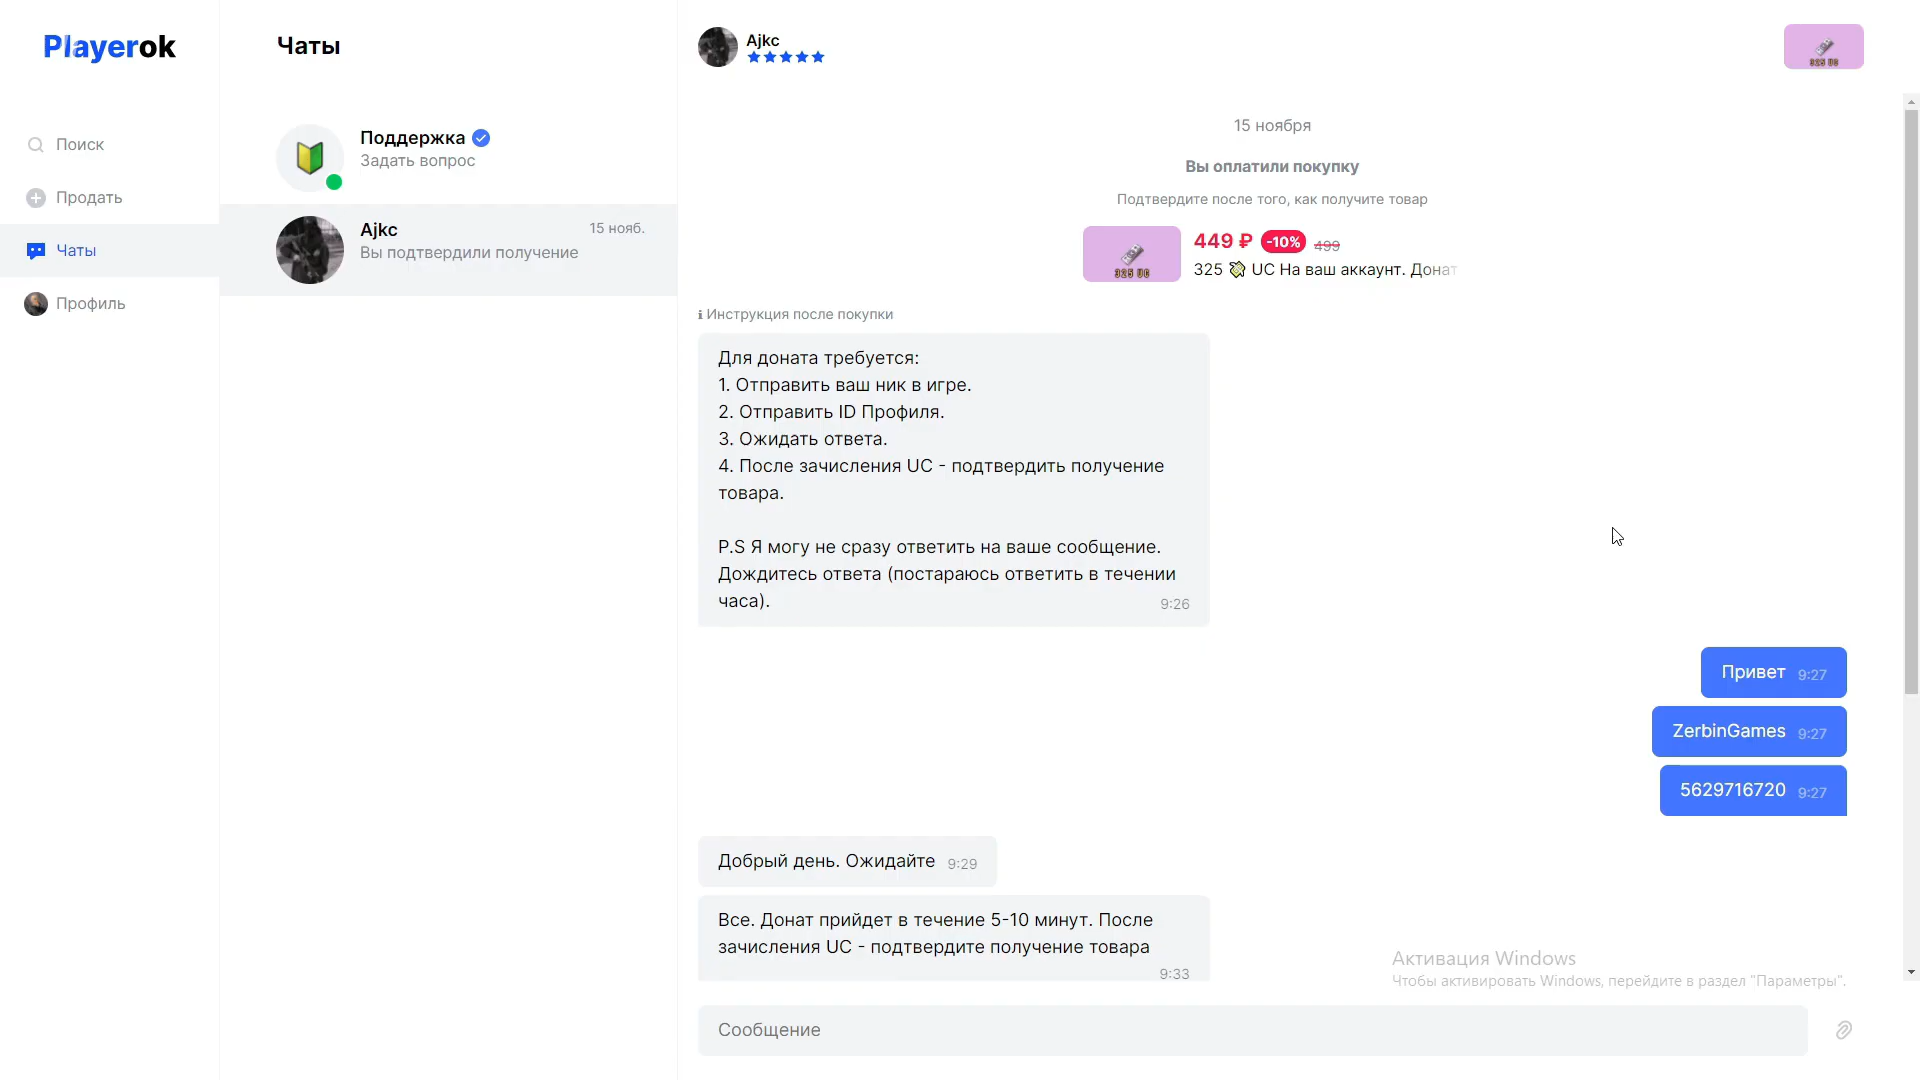 Playerok
Поиск
Продать
Чаты
Профиль
Чаты
Поддержка
Задать вопрос
Ajkc
15 нояб.
Вы подтвердили получение
Ajkc
325 UC
15 ноября
Вы оплатили покупку
Подтвердите после того, как получите товар
325 UC
449 ₽ -10% 499
325 UC На ваш аккаунт. Донат
Инструкция после покупки
Для доната требуется:
1. Отправить ваш ник в игре.
2. Отправить ID Профиля.
3. Ожидать ответа.
4. После зачисления UC - подтвердить получение
товара.
P.S Я могу не сразу ответить на ваше сообщение.
Дождитесь ответа (постараюсь ответить в течении
часа).
9:26
Привет 9:27
ZerbinGames 9:27
5629716720 9:27
Добрый день. Ожидайте 9:29
Все. Донат прийдет в течение 5-10 минут. После
зачисления UC - подтвердите получение товара
9:33
Активация Windows
Чтобы активировать Windows, перейдите в раздел "Параметры".
Сообщение